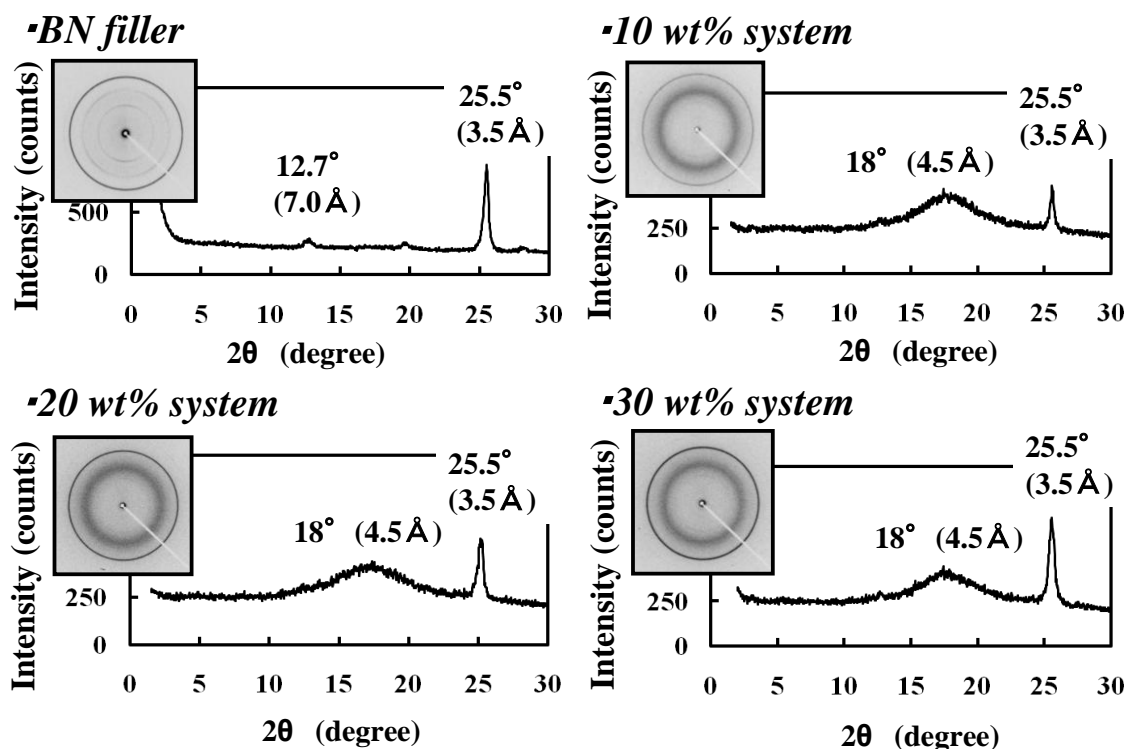 ▪BN filler
Intensity (counts)
500
0
12.7°
(7.0Å)
25.5°
(3.5Å)
0 5 10 15 20 25 30
2θ (degree)
▪10 wt% system
Intensity (counts)
250
0
18° (4.5Å)
25.5°
(3.5Å)
0 5 10 15 20 25 30
2θ (degree)
▪20 wt% system
Intensity (counts)
250
0
18° (4.5Å)
25.5°
(3.5Å)
0 5 10 15 20 25 30
2θ (degree)
▪30 wt% system
Intensity (counts)
250
0
18° (4.5Å)
25.5°
(3.5Å)
0 5 10 15 20 25 30
2θ (degree)